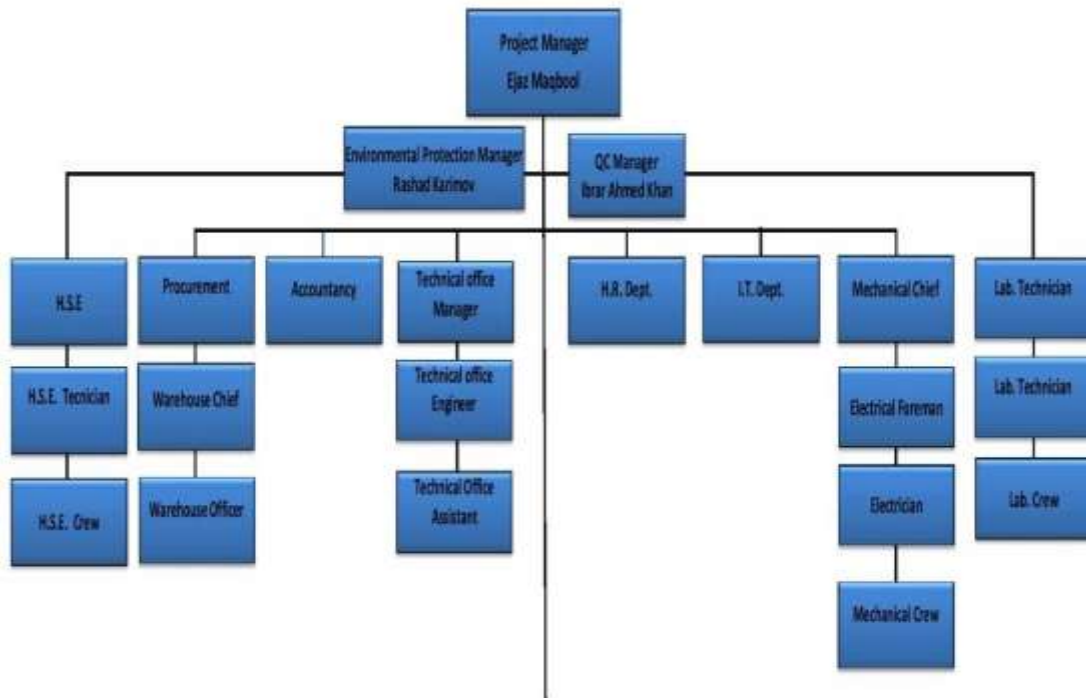 Project Manager
Ejaz Maqbool
Environmental Protection Manager
Rashad Karimov
QC Manager
Ibrar Ahmed Khan
H.S.E
Procurement
Accountancy
Technical office
Manager
H.R. Dept.
I.T. Dept.
Mechanical Chief
Lab. Technician
H.S.E. Tecnician
Warehouse Chief
Technical office
Engineer
Electrical Foreman
Lab. Technician
H.S.E. Crew
Warehouse Officer
Technical Office
Assistant
Electrician
Lab. Crew
Mechanical Crew